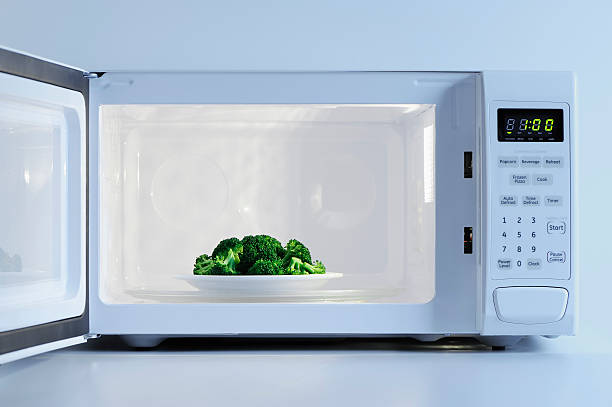 1:00
Popcorn Beverage Reheat
Frozen Pizza Cook
Auto Defrost Time Defrost Timer
1 2 3
4 5 6 Start
7 8 9
Power Level 0 Clock Pause Cancel